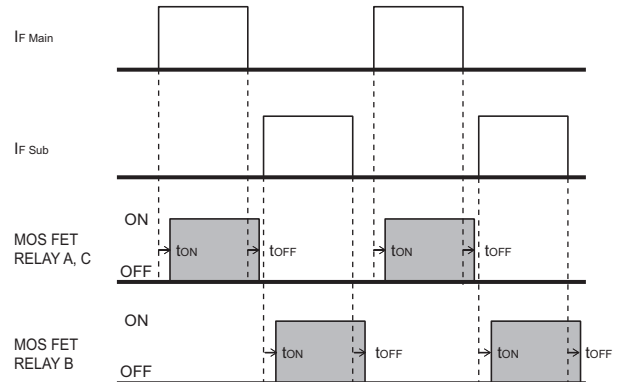 IF Main
IF Sub
ON
MOS FET
RELAY A, C
tON
tOFF
tON
tOFF
OFF
ON
MOS FET
RELAY B
tON
tOFF
tON
tOFF
OFF